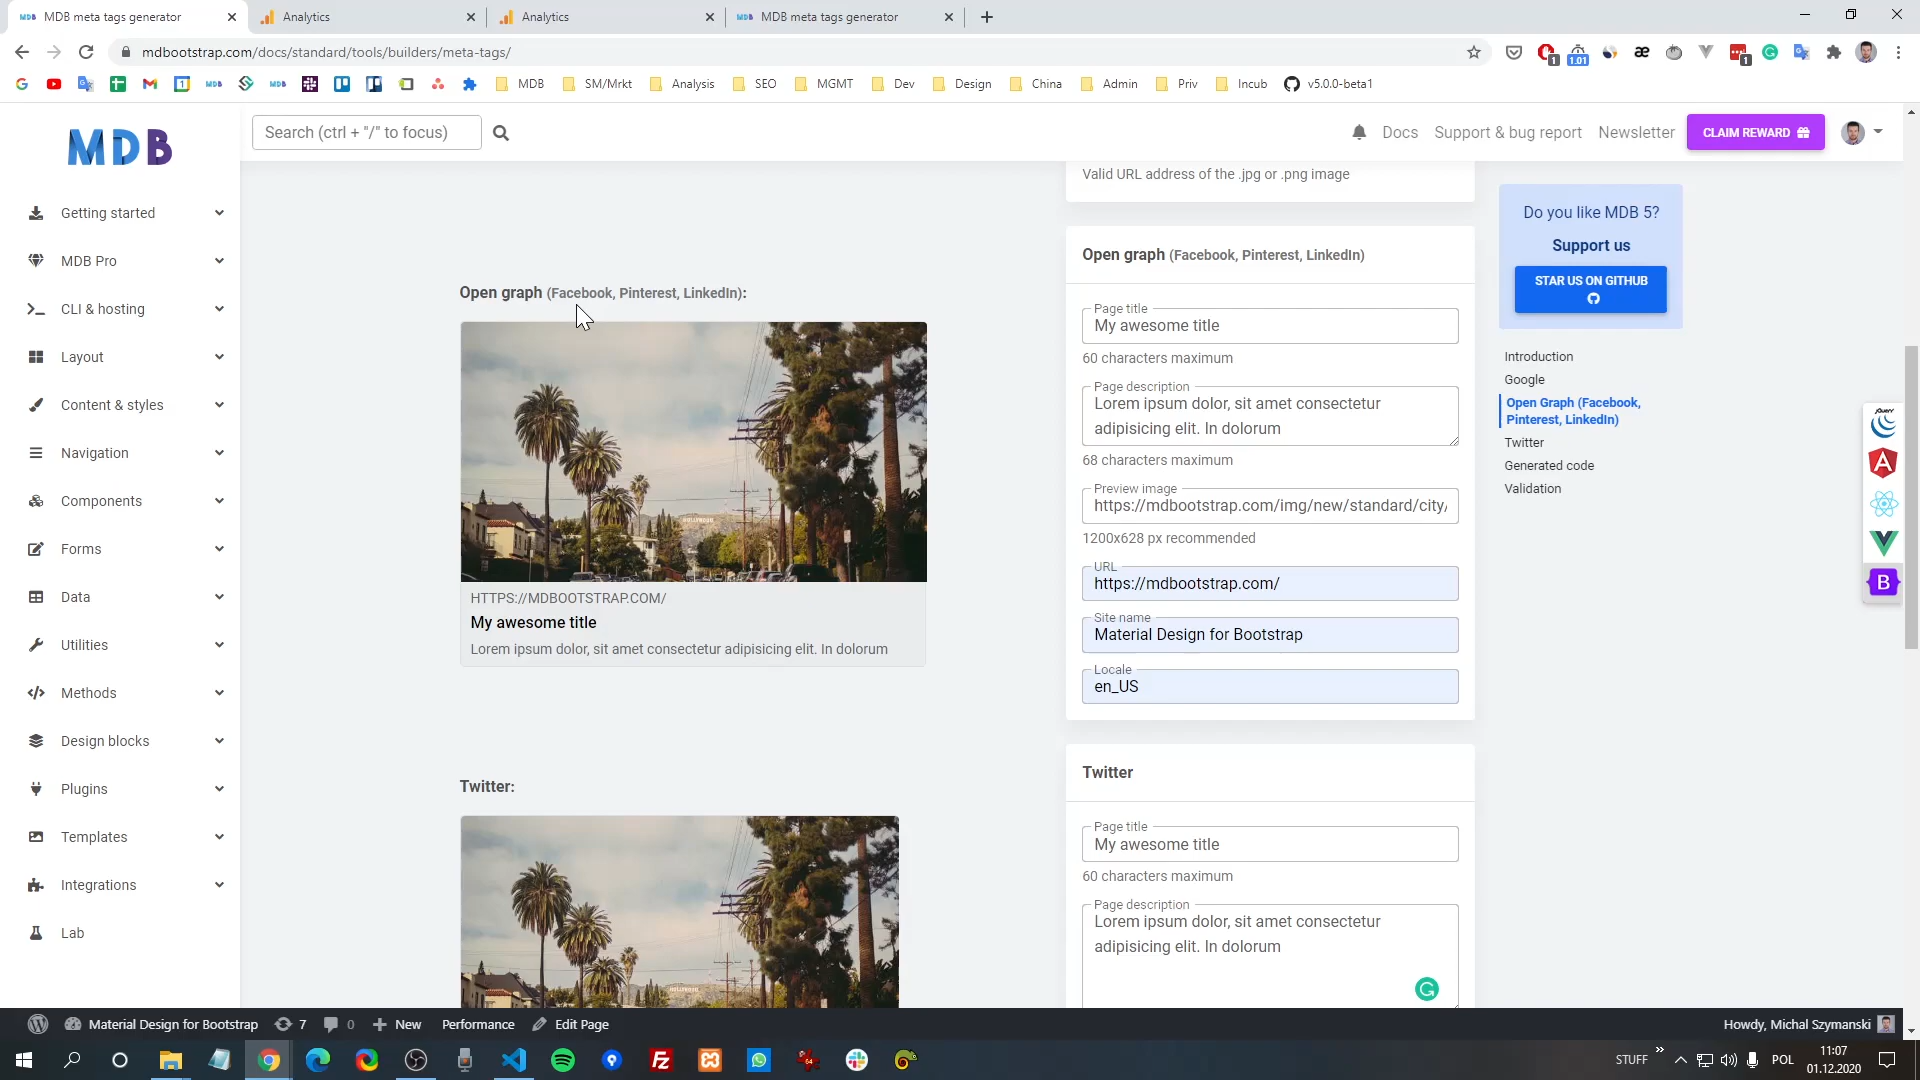 MDB meta tags generator
Analytics
Analytics
MDB meta tags generator
mdbootstrap.com/docs/standard/tools/builders/meta-tags/
1
1.01
1
MDB
SM/Mrkt
Analysis
SEO
MGMT
Dev
Design
China
Admin
Priv
Incub
v5.0.0-beta1
MDB
Search (ctrl + "/" to focus)
Docs
Support & bug report
Newsletter
CLAIM REWARD
Getting started
MDB Pro
CLI & hosting
Layout
Content & styles
Navigation
Components
Forms
Data
Utilities
Methods
Design blocks
Plugins
Templates
Integrations
Lab
Open graph (Facebook, Pinterest, LinkedIn):
HTTPS://MDBOOTSTRAP.COM/
My awesome title
Lorem ipsum dolor, sit amet consectetur adipisicing elit. In dolorum
Twitter:
Valid URL address of the .jpg or .png image
Open graph (Facebook, Pinterest, LinkedIn)
Page title
My awesome title
60 characters maximum
Page description
Lorem ipsum dolor, sit amet consectetur
adipisicing elit. In dolorum
68 characters maximum
Preview image
https://mdbootstrap.com/img/new/standard/city/
1200x628 px recommended
URL
https://mdbootstrap.com/
Site name
Material Design for Bootstrap
Locale
en_US
Twitter
Page title
My awesome title
60 characters maximum
Page description
Lorem ipsum dolor, sit amet consectetur
adipisicing elit. In dolorum
Do you like MDB 5?
Support us
STAR US ON GITHUB
Introduction
Google
Open Graph (Facebook,
Pinterest, LinkedIn)
Twitter
Generated code
Validation
jQuery
B
Material Design for Bootstrap
7
0
New
Performance
Edit Page
Howdy, Michal Szymanski
STUFF
POL
11:07
01.12.2020